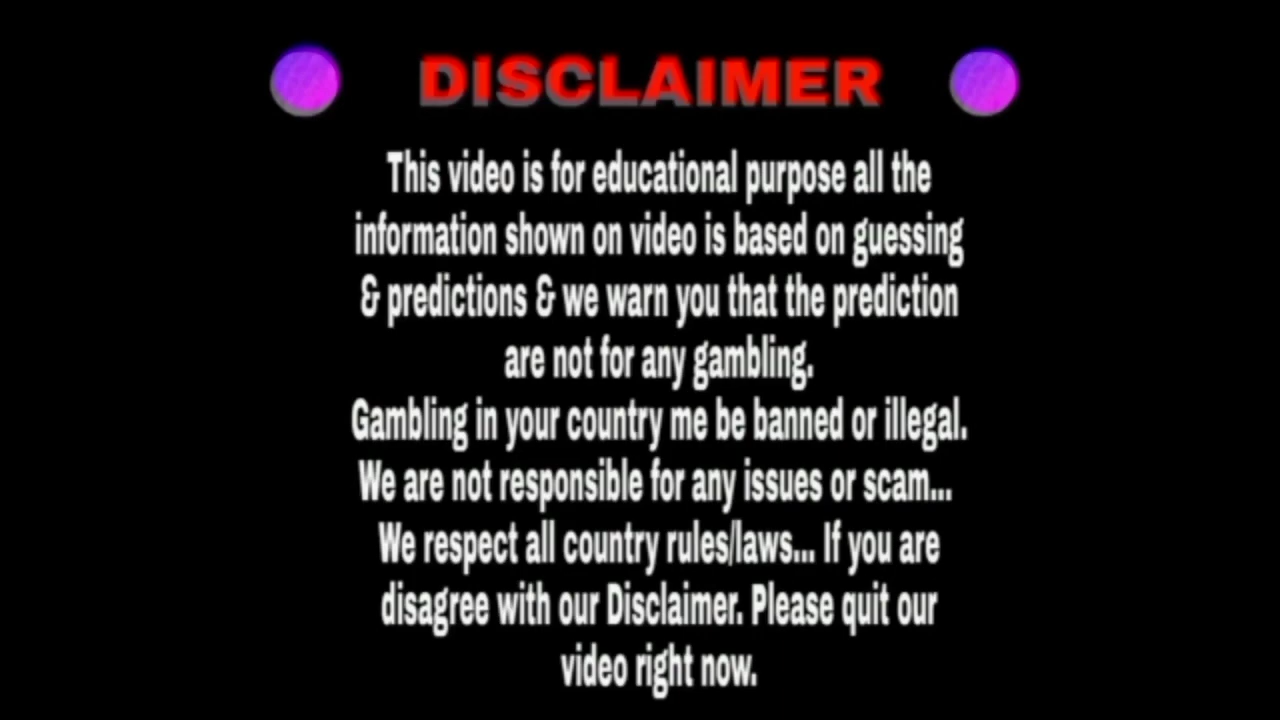 DISCLAIMER
This video is for educational purpose all the
information shown on video is based on guessing
& predictions & we warn you that the prediction
are not for any gambling.
Gambling in your country me be banned or illegal.
We are not responsible for any issues or scam...
We respect all country rules/laws... If you are
disagree with our Disclaimer. Please quit our
video right now.